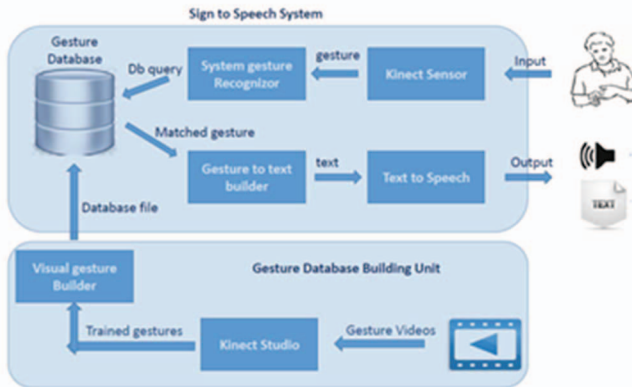 Sign to Speech System
Gesture
Database
Db query
System gesture
Recognizor
gesture
Kinect Sensor
Input
Matched gesture
Gesture to text
builder
text
Text to Speech
Output
TEXT
Database file
Visual gesture
Builder
Gesture Database Building Unit
Trained gestures
Kinect Studio
Gesture Videos